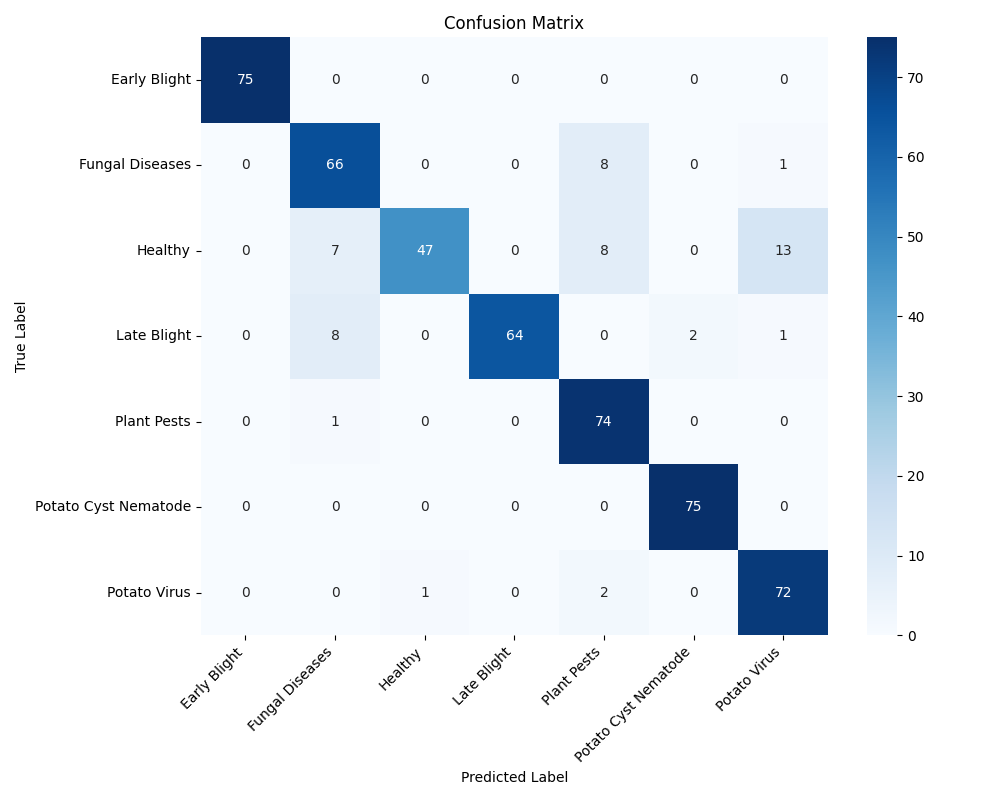 Confusion Matrix
Early Blight 75 0 0 0 0 0 0
Fungal Diseases 0 66 0 0 8 0 1
Healthy 0 7 47 0 8 0 13
Late Blight 0 8 0 64 0 2 1
Plant Pests 0 1 0 0 74 0 0
Potato Cyst Nematode 0 0 0 0 0 75 0
Potato Virus 0 0 1 0 2 0 72
True Label
Early Blight
Fungal Diseases
Healthy
Late Blight
Plant Pests
Potato Cyst Nematode
Potato Virus
Predicted Label
70
60
50
40
30
20
10
0